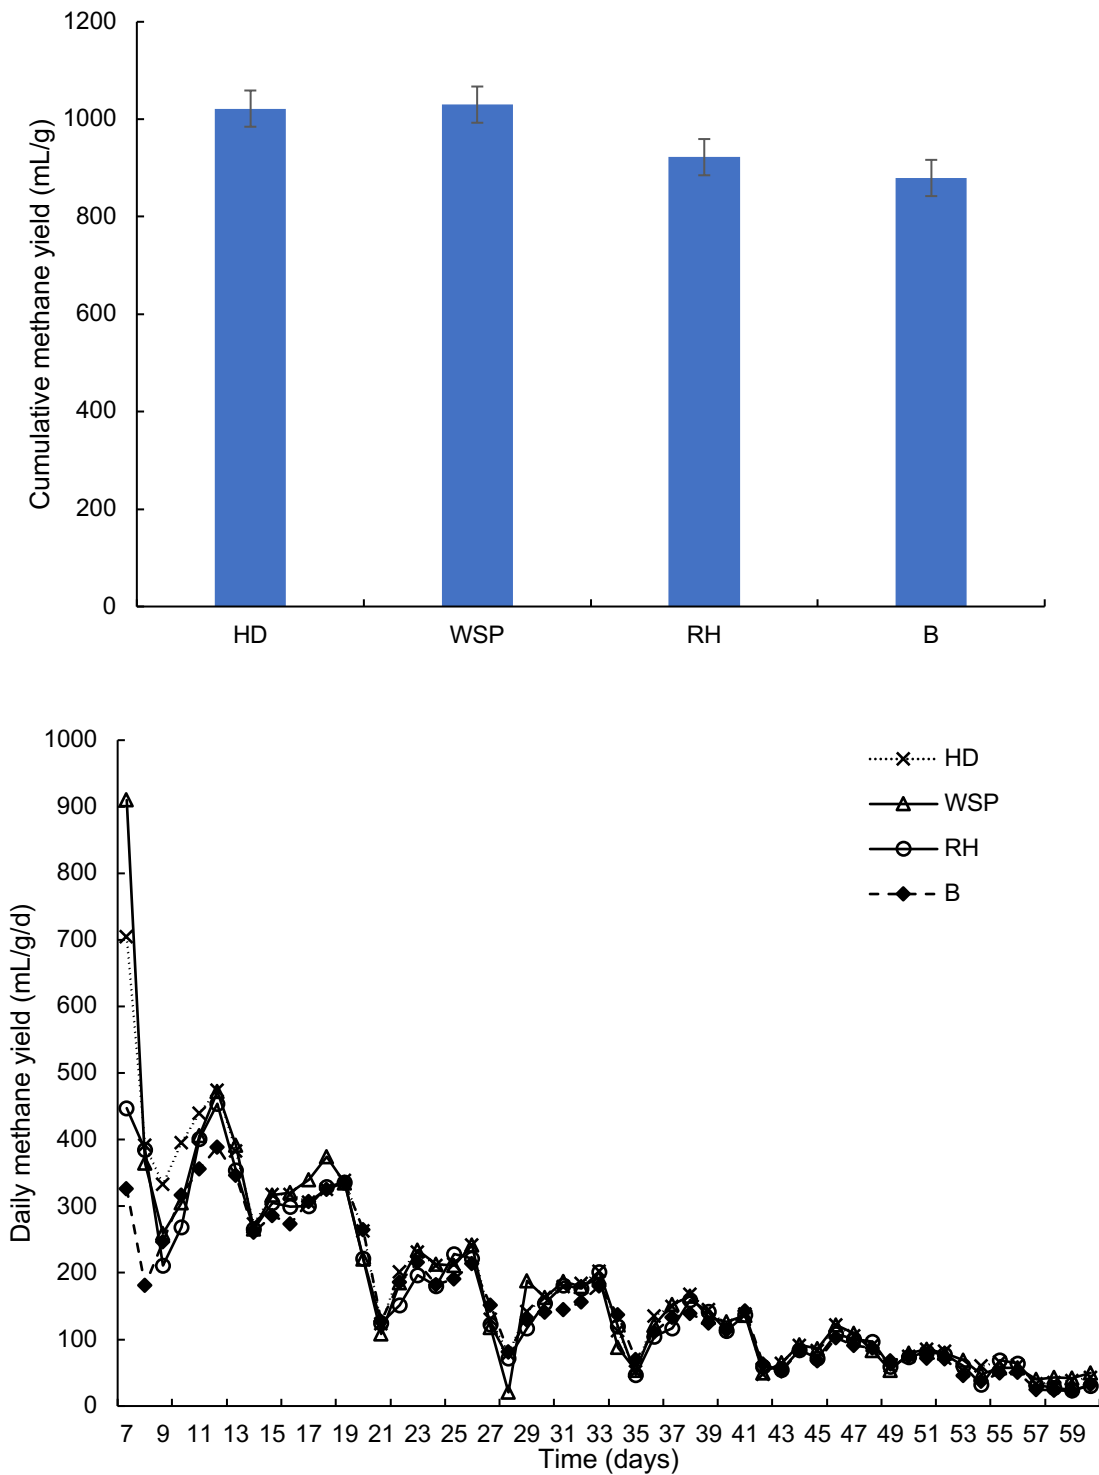 Cumulative methane yield (mL/g)
1200
1000
800
600
400
200
0
HD WSP RH B
Daily methane yield (mL/g/d)
1000
900
800
700
600
500
400
300
200
100
0
HD
WSP
RH
B
7 9 11 13 15 17 19 21 23 25 27 29 31 33 35 37 39 41 43 45 47 49 51 53 55 57 59
Time (days)